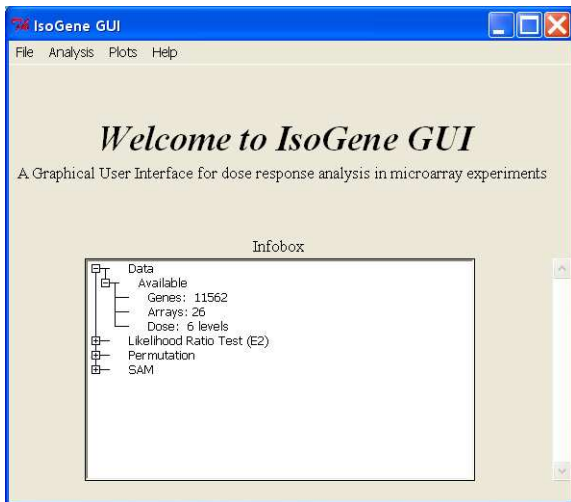 IsoGene GUI
File Analysis Plots Help
Welcome to IsoGene GUI
A Graphical User Interface for dose response analysis in microarray experiments
Infobox
Data
Available
Genes: 11562
Arrays: 26
Dose: 6 levels
Likelihood Ratio Test (E2)
Permutation
SAM